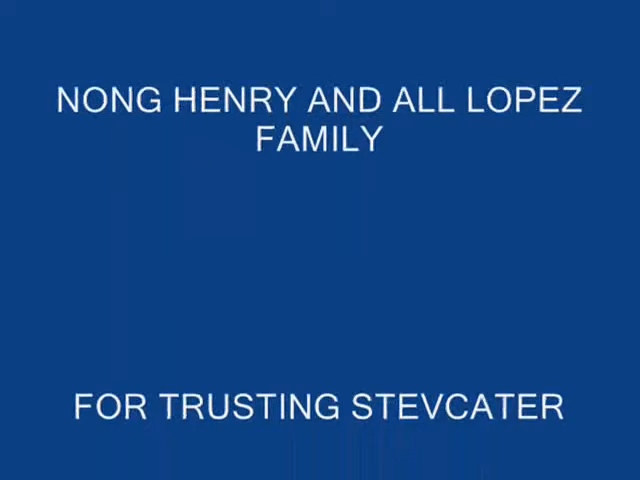 NONG HENRY AND ALL LOPEZ
FAMILY
FOR TRUSTING STEVCATER